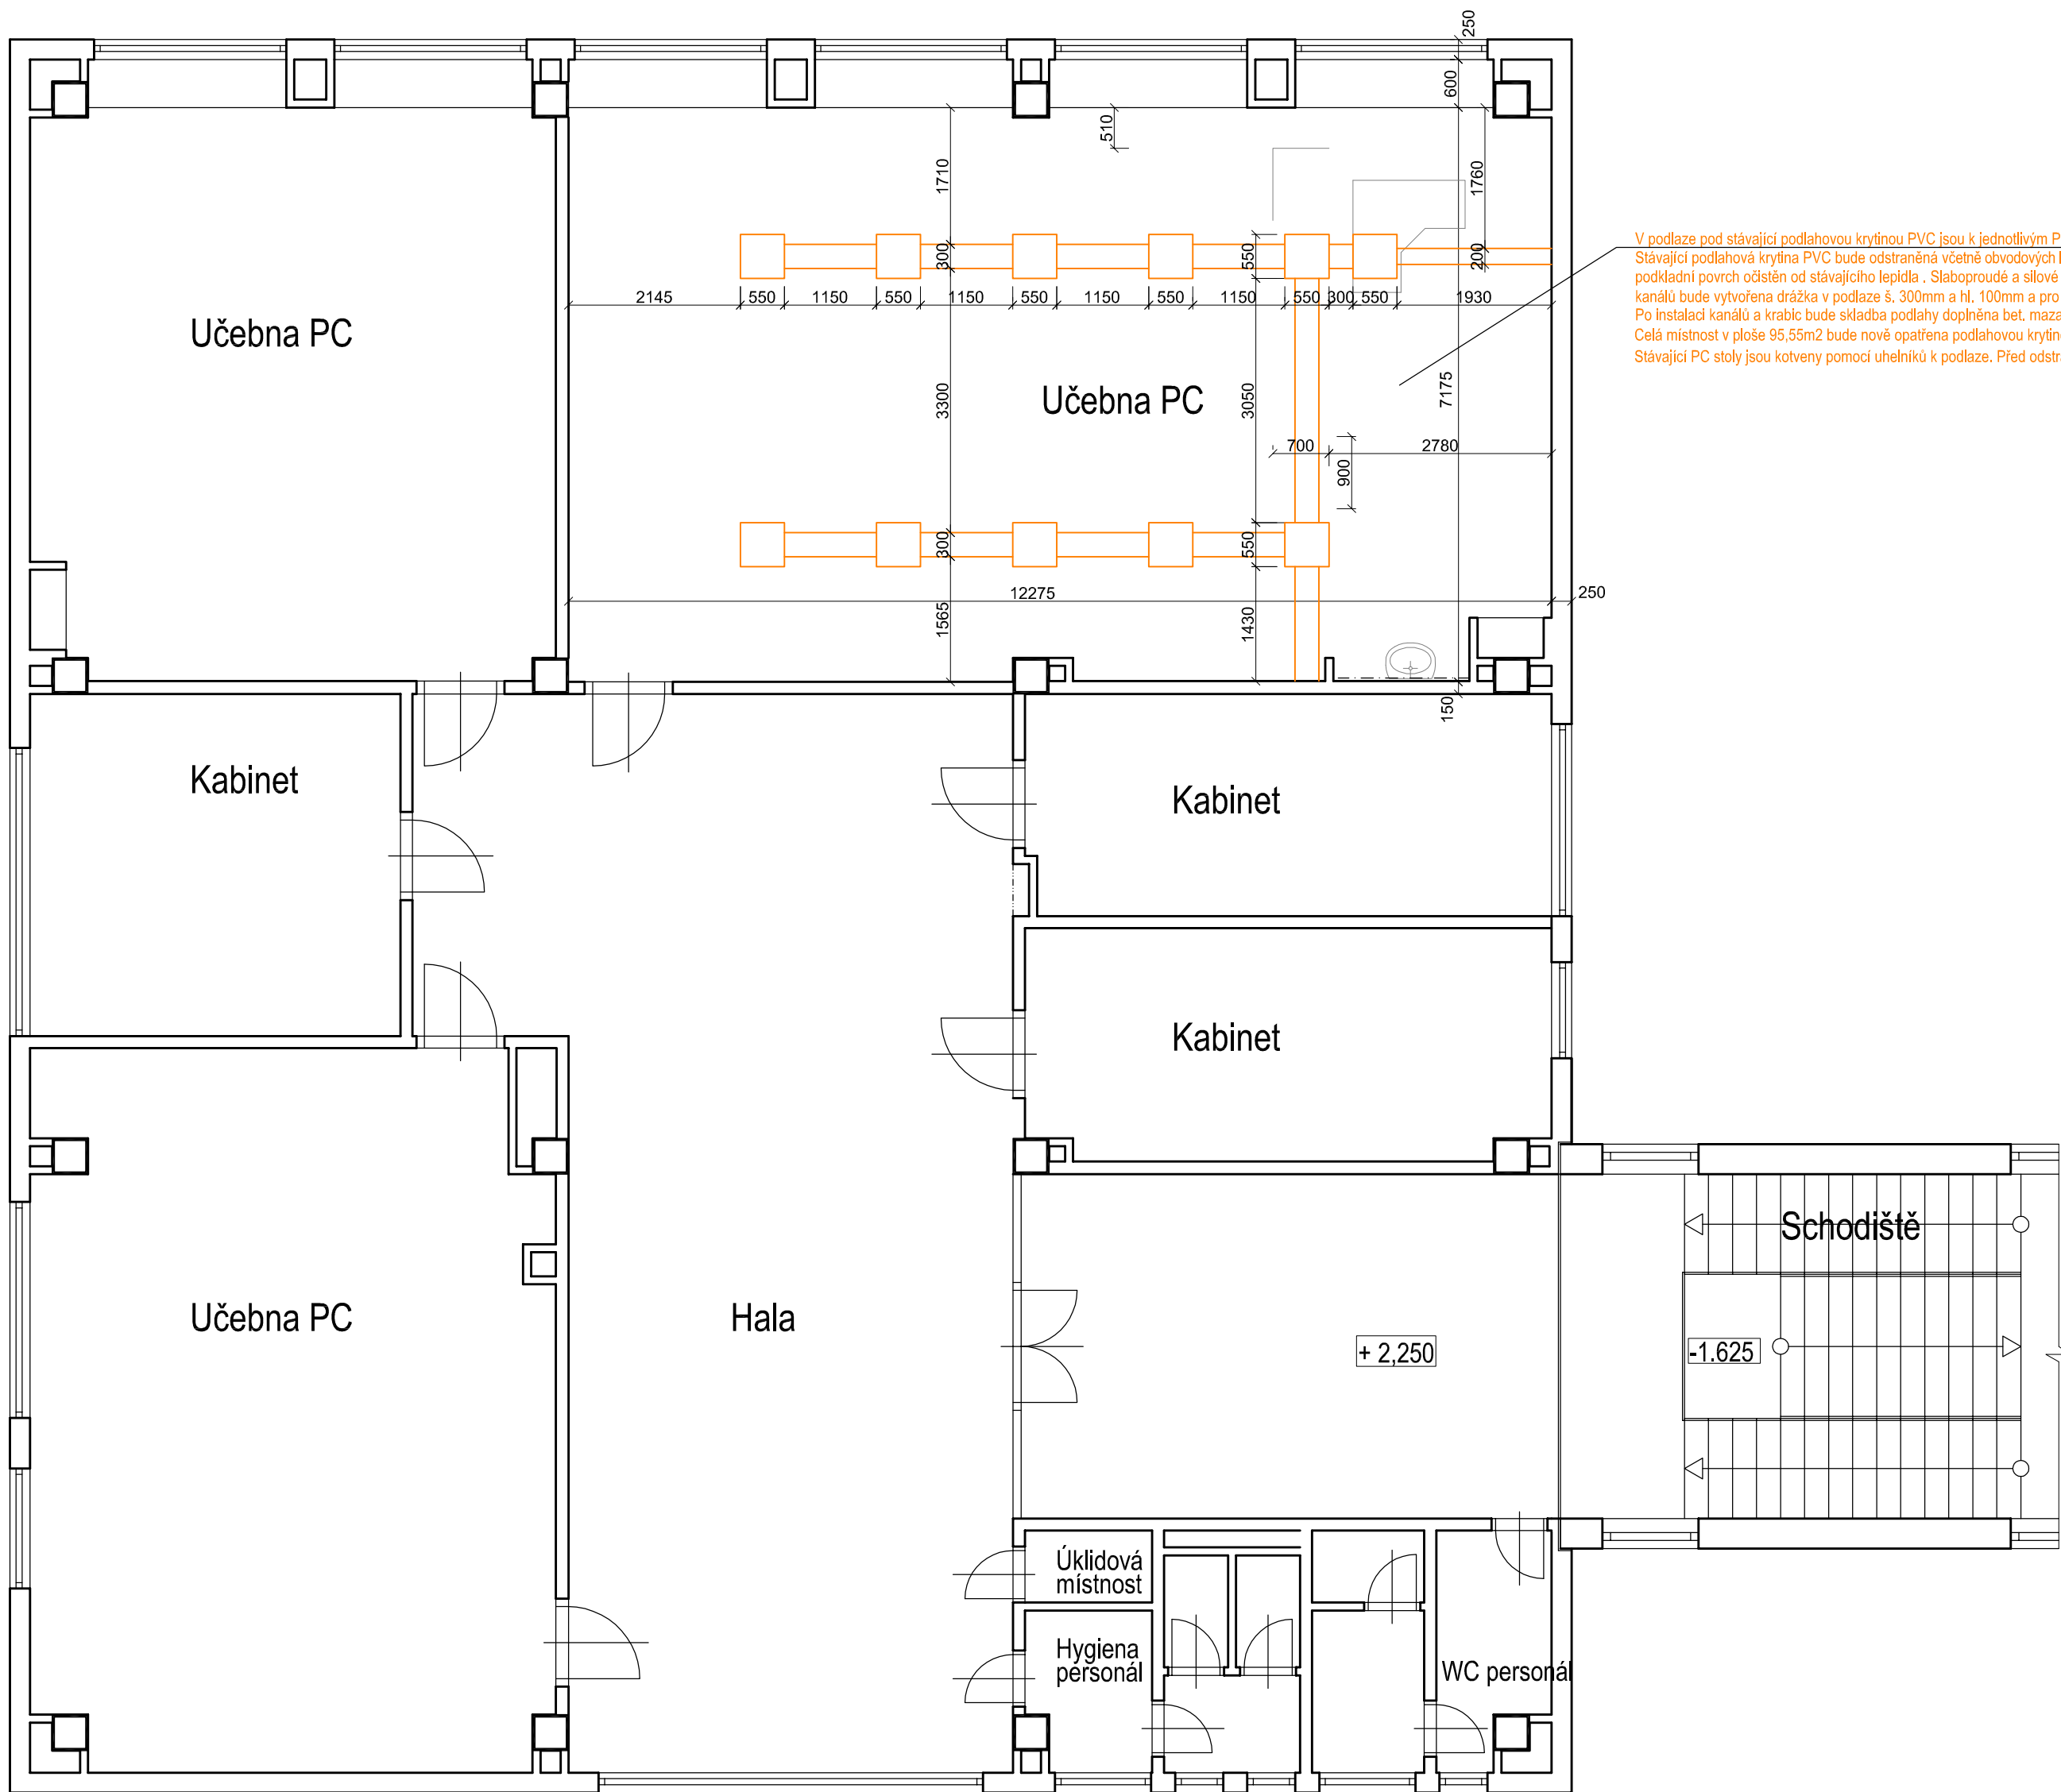 250
600
510
1710
1760
V podlaze pod stávající podlahovou krytinou PVC jsou k jednotlivým P
Stávající podlahová krytina PVC bude odstraněná včetně obvodových
podkladní povrch očistěn od stávajícího lepidla . Slaboproudé a silové
kanálů bude vytvořena drážka v podlaze š. 300mm a hl. 100mm a pro
Po instalaci kanálů a krabic bude skladba podlahy doplněna bet. maza
Celá místnost v ploše 95,55m2 bude nově opatřena podlahovou krytin
Stávající PC stoly jsou kotveny pomocí uhelníků k podlaze. Před odstr
300
550
200
2145
550
1150
550
1150
550
1150
550
1150
550
300
550
1930
Učebna PC
Učebna PC
3300
3050
7175
700
2780
900
300
550
12275
250
1565
1430
150
Kabinet
Kabinet
Kabinet
Schodiště
Učebna PC
Hala
+ 2,250
-1.625
Úklidová
místnost
Hygiena
personál
WC personál